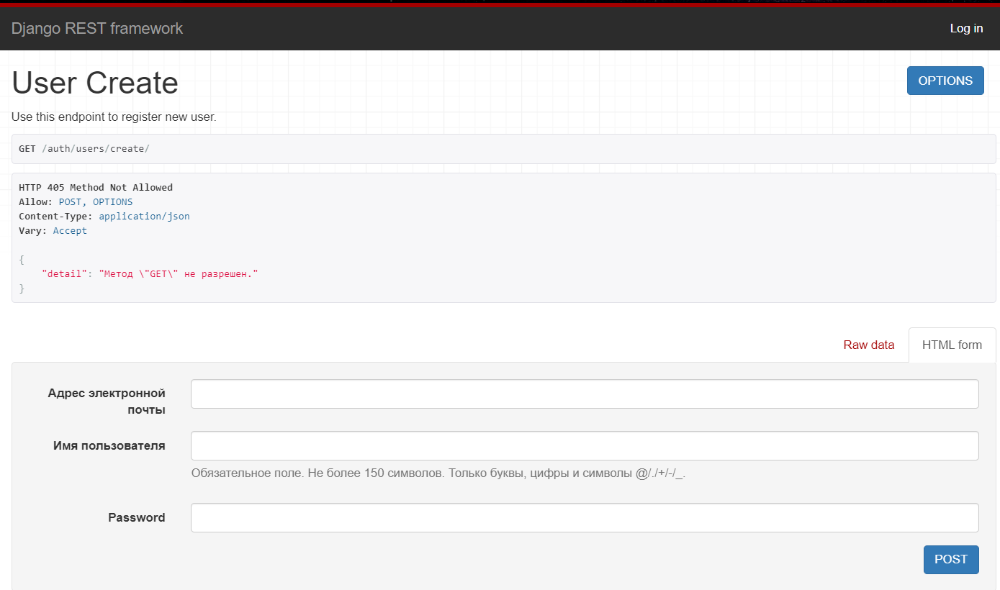 Django REST framework
Log in
User Create
OPTIONS
Use this endpoint to register new user.
GET /auth/users/create/
HTTP 405 Method Not Allowed
Allow: POST, OPTIONS
Content-Type: application/json
Vary: Accept
{
"detail": "Метод \"GET\" не разрешен."
}
Raw data
HTML form
Адрес электронной
почты
Имя пользователя
Обязательное поле. Не более 150 символов. Только буквы, цифры и символы @/./+/-/_.
Password
POST